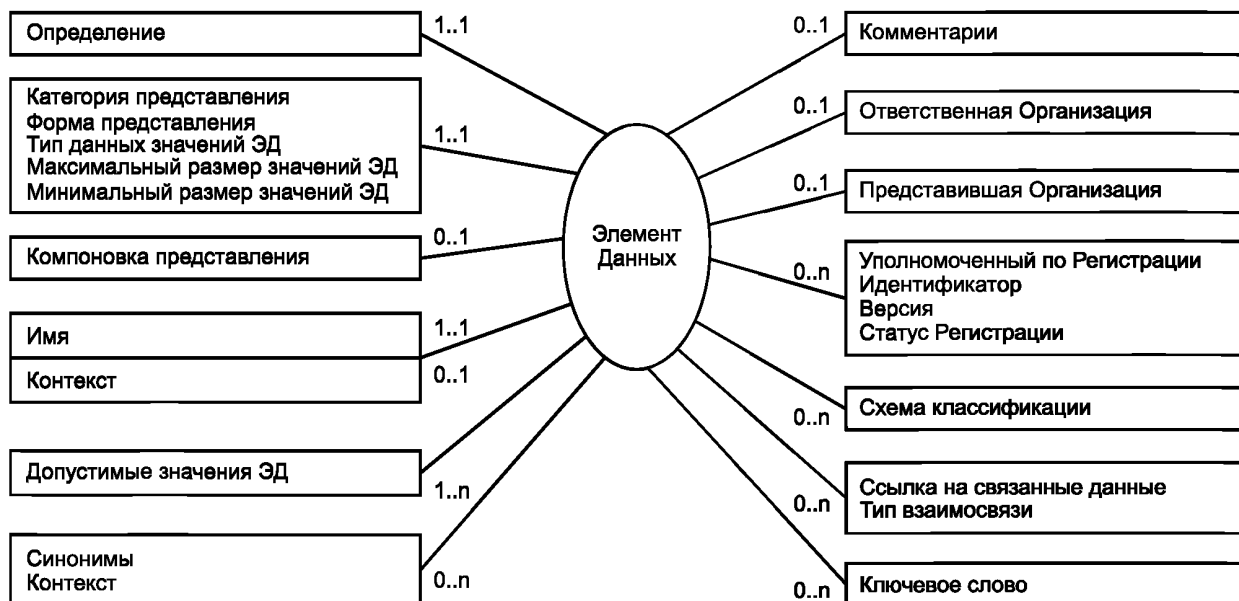 Определение
1..1
Категория представления
Форма представления
Тип данных значений ЭД
Максимальный размер значений ЭД
Минимальный размер значений ЭД
1..1
Компоновка представления
0..1
Имя
1..1
Контекст
0..1
Допустимые значения ЭД
1..n
Синонимы
Контекст
0..n
Элемент
Данных
0..1
Комментарии
0..1
Ответственная Организация
0..1
Представившая Организация
0..n
Уполномоченный по Регистрации
Идентификатор
Версия
Статус Регистрации
0..n
Схема классификации
0..n
Ссылка на связанные данные
Тип взаимосвязи
0..n
Ключевое слово